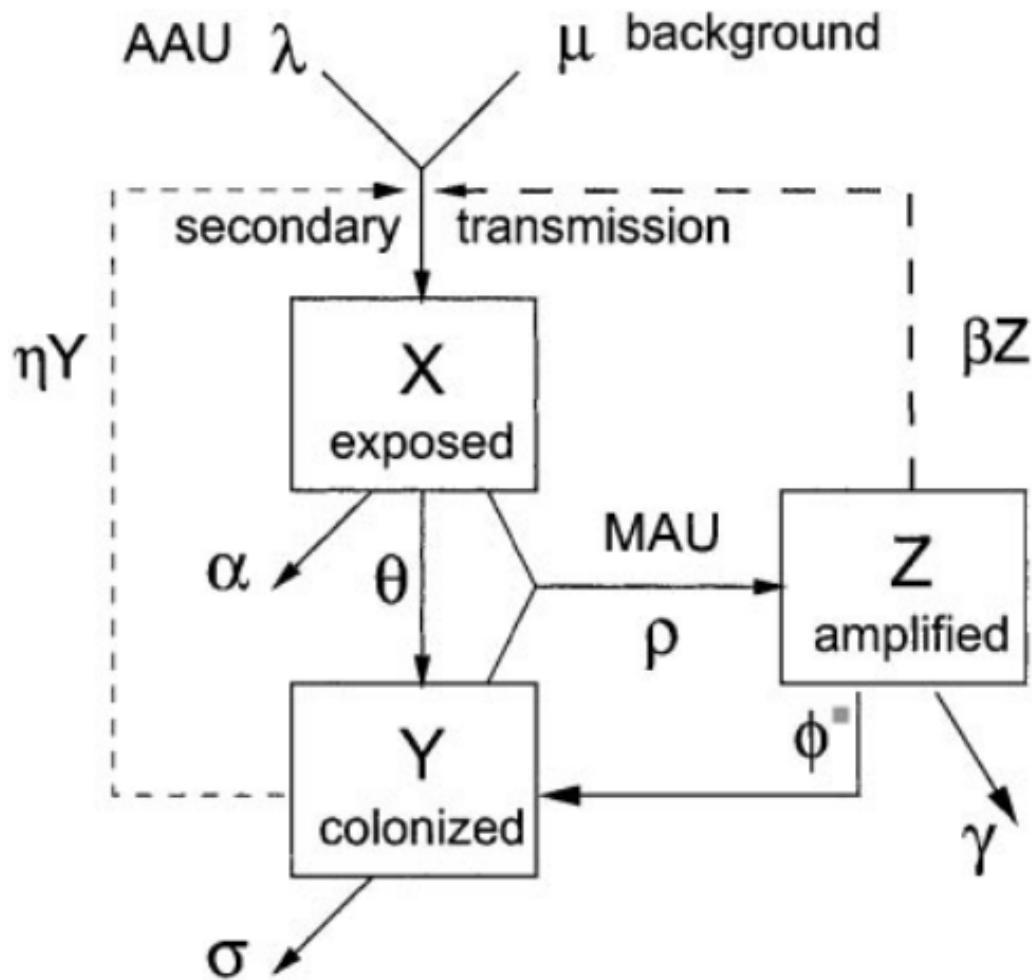 AAU λ
μ background
secondary transmission
ηY
βZ
X
exposed
α
θ
MAU
ρ
Z
amplified
Y
colonized
ϕ
γ
σ